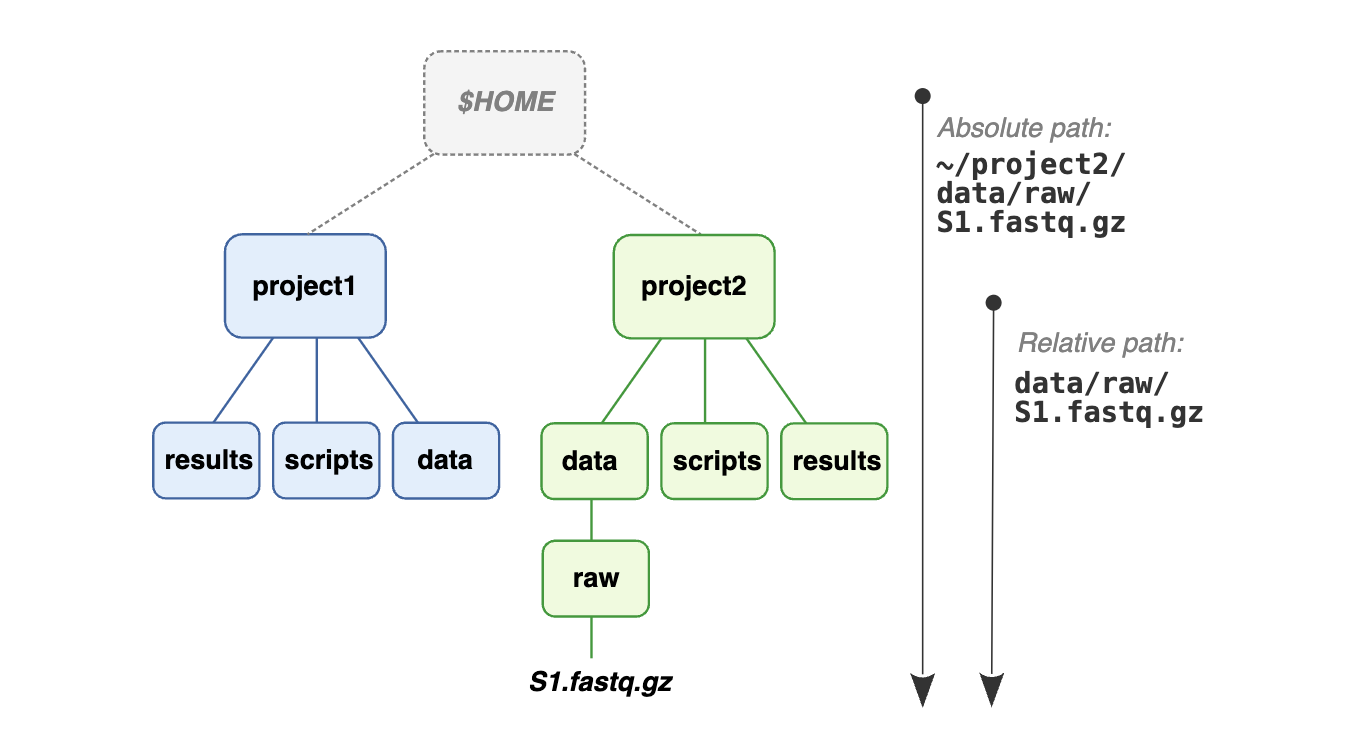 $HOME
Absolute path:
~/project2/
data/raw/
S1.fastq.gz
project1
project2
Relative path:
data/raw/
S1.fastq.gz
results
scripts
data
data
scripts
results
raw
S1.fastq.gz